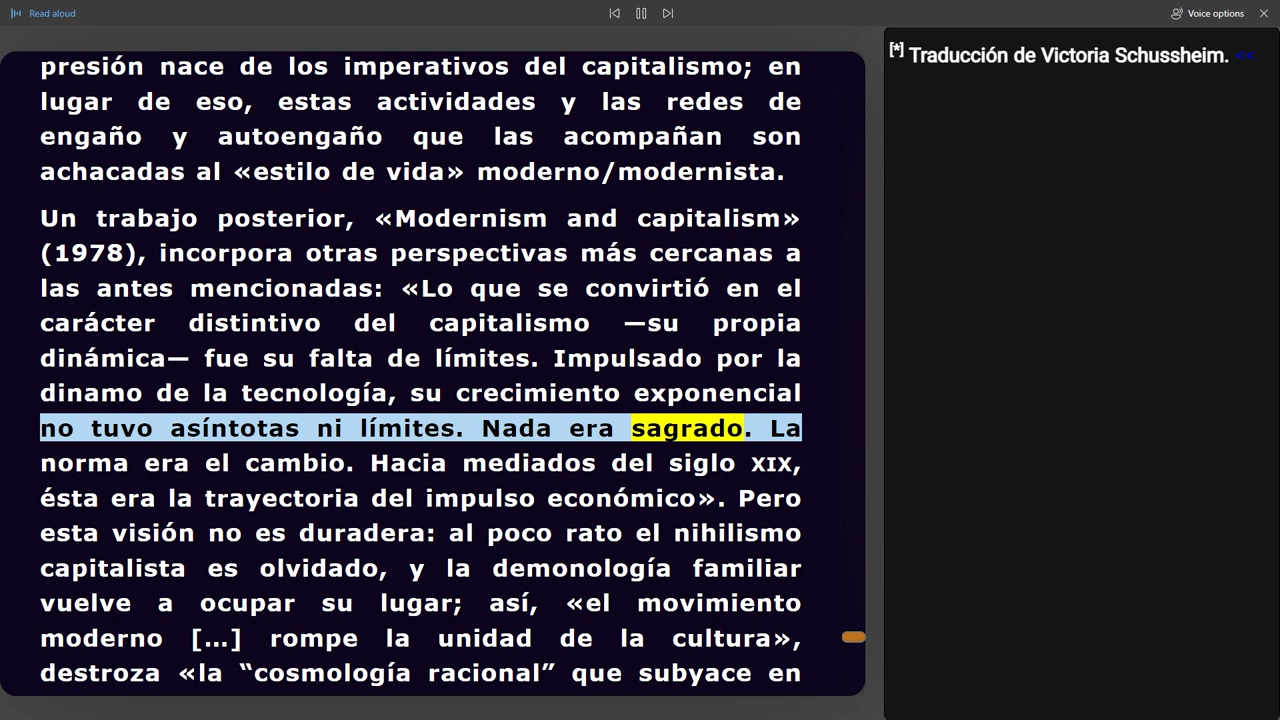 Read aloud
Voice options
presión nace de los imperativos del capitalismo; en
lugar de eso, estas actividades y las redes de
engaño y autoengaño que las acompañan son
achacadas al «estilo de vida» moderno/modernista.
Un trabajo posterior, «Modernism and capitalism»
(1978), incorpora otras perspectivas más cercanas a
las antes mencionadas: «Lo que se convirtió en el
carácter distintivo del capitalismo —su propia
dinámica— fue su falta de límites. Impulsado por la
dinamo de la tecnología, su crecimiento exponencial
no tuvo asíntotas ni límites. Nada era sagrado. La
norma era el cambio. Hacia mediados del siglo XIX,
ésta era la trayectoria del impulso económico». Pero
esta visión no es duradera: al poco rato el nihilismo
capitalista es olvidado, y la demonología familiar
vuelve a ocupar su lugar; así, «el movimiento
moderno [...] rompe la unidad de la cultura»,
destroza «la “cosmología racional” que subyace en
[*] Traducción de Victoria Schussheim. <<